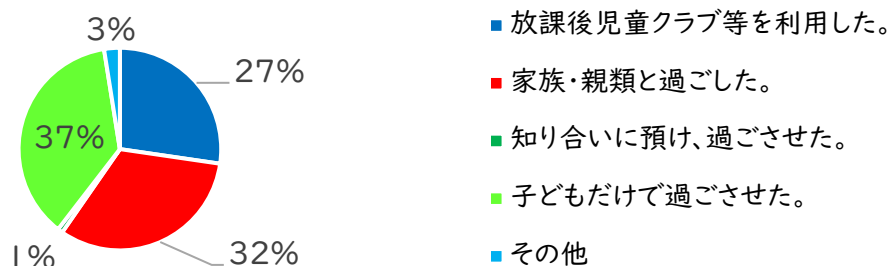 3%
27%
37%
1%
32%
放課後児童クラブ等を利用した。
家族・親類と過ごした。
知り合いに預け、過ごさせた。
子どもだけで過ごさせた。
その他